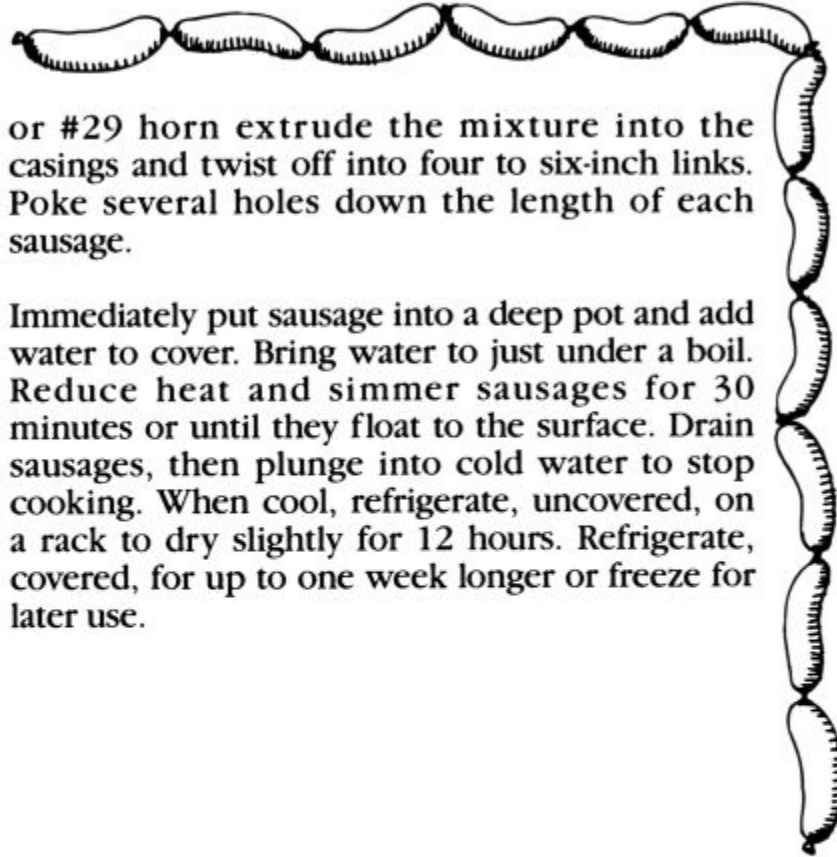 or #29 horn extrude the mixture into the
casings and twist off into four to six-inch links.
Poke several holes down the length of each
sausage.
Immediately put sausage into a deep pot and add
water to cover. Bring water to just under a boil.
Reduce heat and simmer sausages for 30
minutes or until they float to the surface. Drain
sausages, then plunge into cold water to stop
cooking. When cool, refrigerate, uncovered, on
a rack to dry slightly for 12 hours. Refrigerate,
covered, for up to one week longer or freeze for
later use.